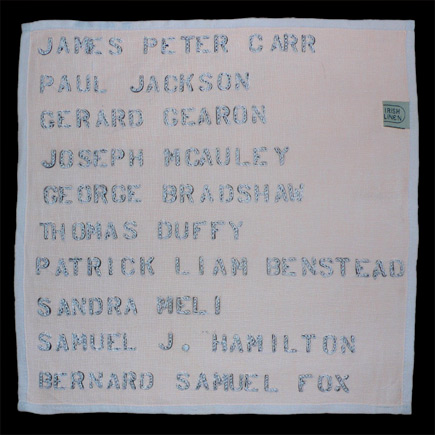 JAMES PETER CARR
PAUL JACKSON
GERARD GEARON
IRISH
LINEN
JOSEPH MCAULEY
GEORGE BRADSHAW
THOMAS DUFFY
PATRICK LIAM BENSTEAD
SANDRA MELI
SAMUEL J. HAMILTON
BERNARD SAMUEL FOX